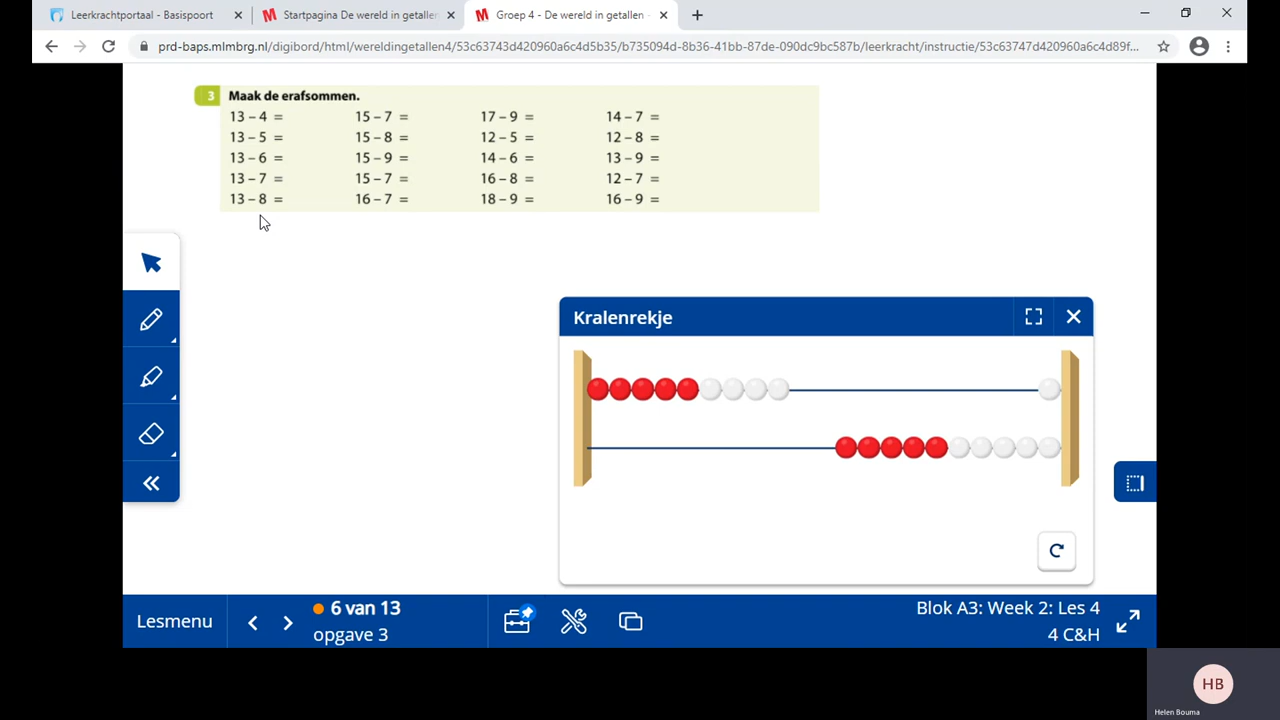 Leerkrachtportaal - Basispoort
Startpagina De wereld in getallen
Groep 4 - De wereld in getallen -
prd-baps.mlmbrg.nl/digibord/html/wereldingetallen4/53c63743d420960a6c4d5b35/b735094d-8b36-41bb-87de-090dc9bc587b/leerkracht/instructie/53c63747d420960a6c4d89f...
3 Maak de erafsommen.
13 – 4 = 15 – 7 = 17 – 9 = 14 – 7 =
13 – 5 = 15 – 8 = 12 – 5 = 12 – 8 =
13 – 6 = 15 – 9 = 14 – 6 = 13 – 9 =
13 – 7 = 15 – 7 = 16 – 8 = 12 – 7 =
13 – 8 = 16 – 7 = 18 – 9 = 16 – 9 =
Kralenrekje
Lesmenu
6 van 13
opgave 3
Blok A3: Week 2: Les 4
4 C&H
HB
Helen Bouma